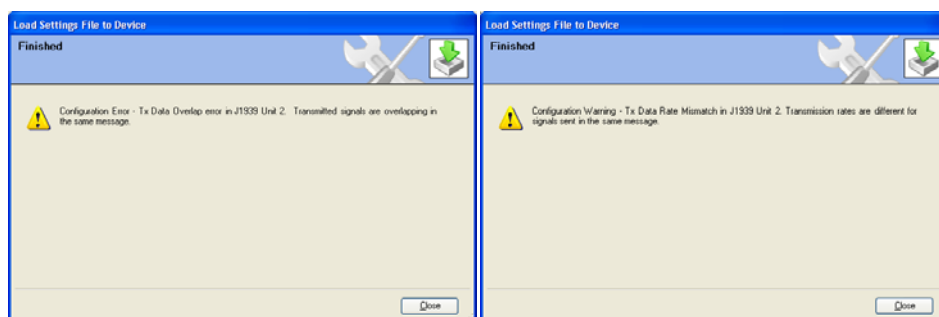 Load Settings File to Device
Finished
Configuration Error - Tx Data Overlap error in J1939 Unit 2. Transmitted signals are overlapping in
the same message.
Close
Load Settings File to Device
Finished
Configuration Warning - Tx Data Rate Mismatch in J1939 Unit 2. Transmission rates are different for
signals sent in the same message.
Close